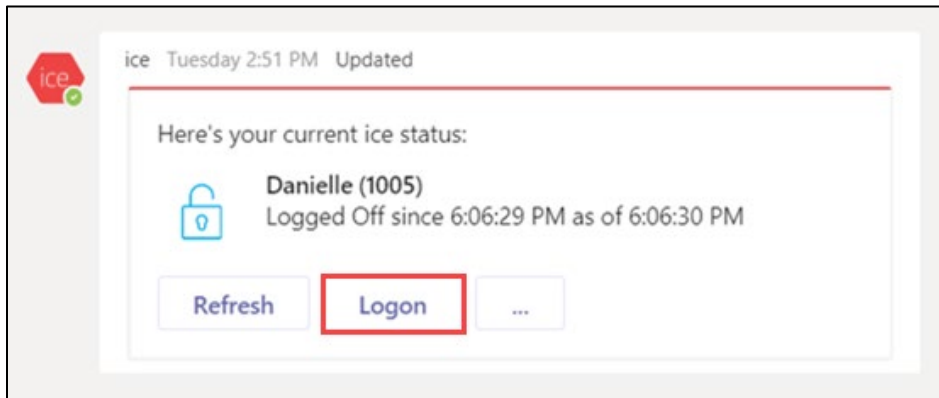 ice
ice Tuesday 2:51 PM Updated
Here's your current ice status:
Danielle (1005)
Logged Off since 6:06:29 PM as of 6:06:30 PM
Refresh Logon ...